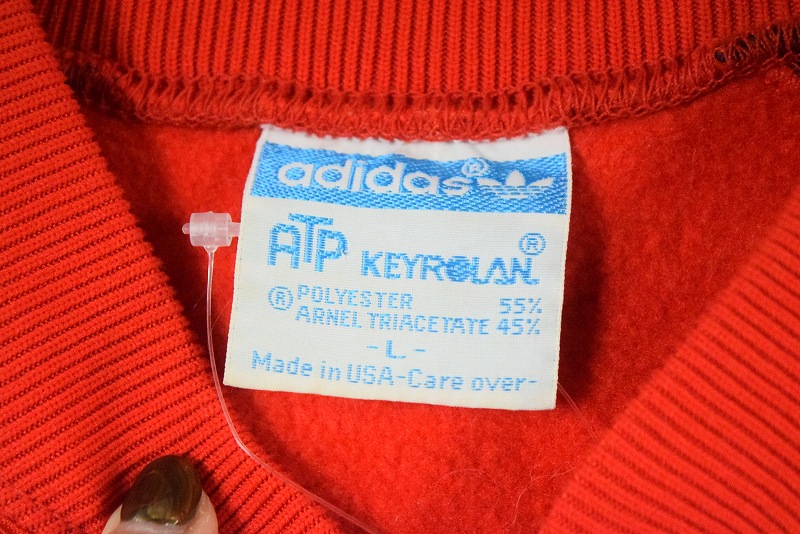 adidas®
ATP KEYROLAN®
® POLYESTER 55%
ARNEL TRIACETATE 45%
- L -
Made in USA-Care over-